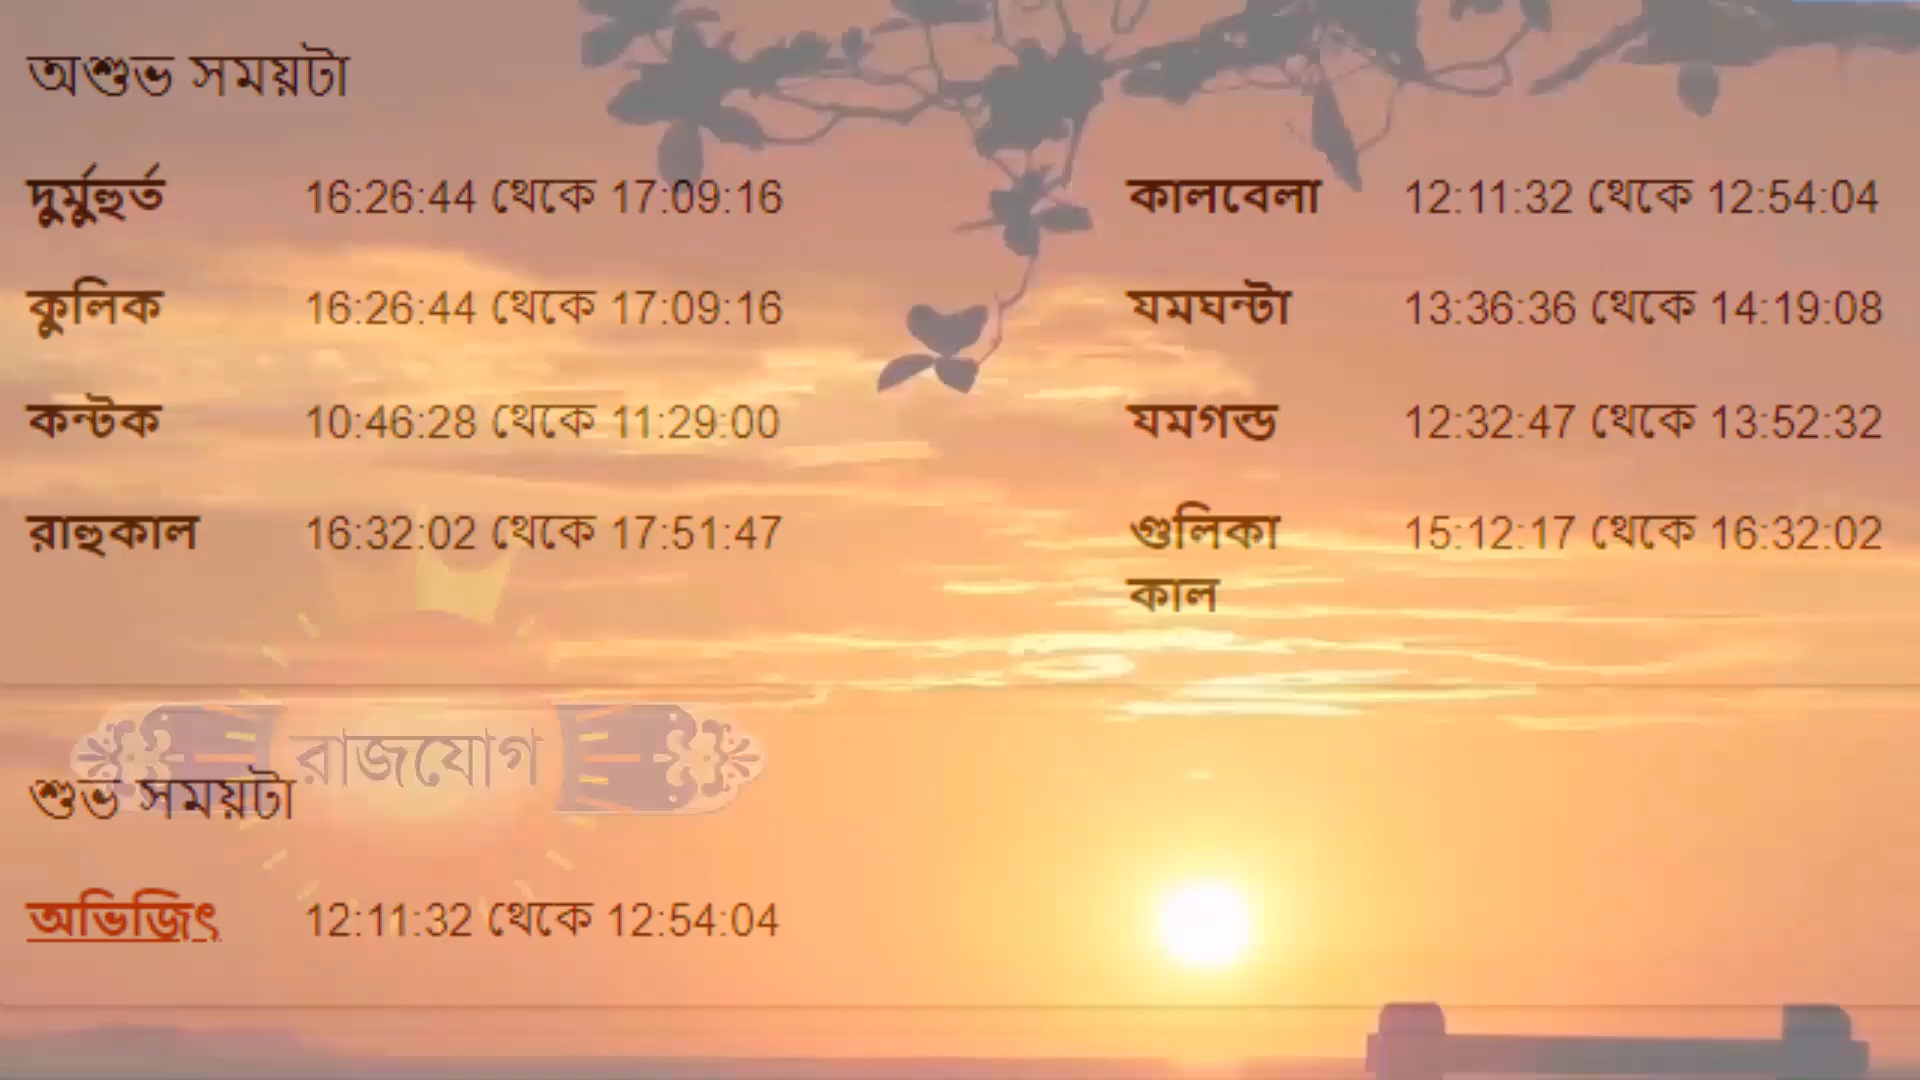 অশুভ সময়টা
দুর্মুহুর্ত 16:26:44 থেকে 17:09:16 কালবেলা 12:11:32 থেকে 12:54:04
কুলিক 16:26:44 থেকে 17:09:16 যমঘন্টা 13:36:36 থেকে 14:19:08
কন্টক 10:46:28 থেকে 11:29:00 যমগন্ড 12:32:47 থেকে 13:52:32
রাহুকাল 16:32:02 থেকে 17:51:47 গুলিকা 15:12:17 থেকে 16:32:02
কাল
রাজযোগ
শুভ সময়টা
অভিজিৎ 12:11:32 থেকে 12:54:04